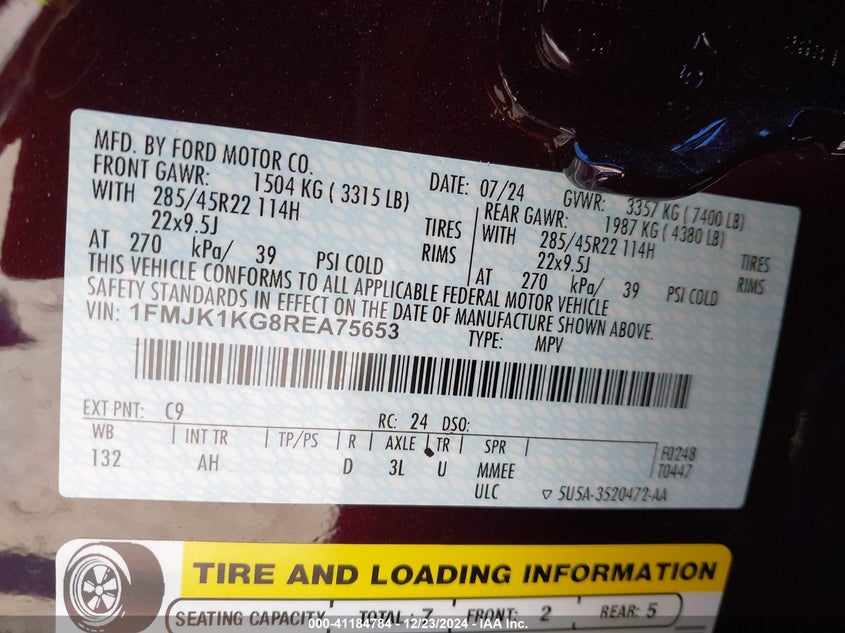 MFD. BY FORD MOTOR CO.
DATE: 07/24 GVWR: 3357 KG ( 7400 LB)
FRONT GAWR: 1504 KG ( 3315 LB)
WITH 285/45R22 114H TIRES
22x9.5J RIMS
AT 270 kPa/ 39 PSI COLD
REAR GAWR: 1987 KG ( 4380 LB)
WITH 285/45R22 114H TIRES
22x9.5J RIMS
AT 270 kPa/ 39 PSI COLD
THIS VEHICLE CONFORMS TO ALL APPLICABLE FEDERAL MOTOR VEHICLE
SAFETY STANDARDS IN EFFECT ON THE DATE OF MANUFACTURE SHOWN ABOVE.
VIN: 1FMJK1KG8REA75653 TYPE: MPV
EXT PNT: C9 RC: 24 DSO:
WB INT TR TP/PS R AXLE TR SPR
132 AH D 3L U MMEE
ULC
F0248
T0447
5U5A-3520472-AA
TIRE AND LOADING INFORMATION
SEATING CAPACITY TOTAL : 7 FRONT: 2 REAR: 5
000-41184784 - 12/23/2024 - IAA Inc.